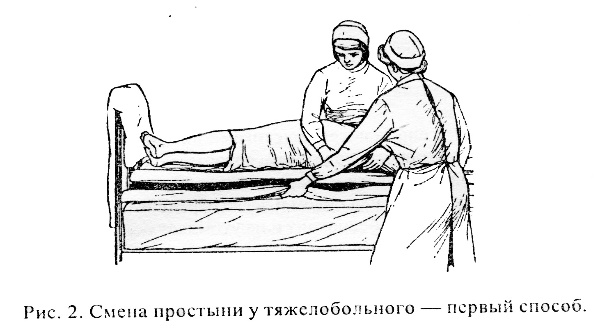 Рис. 2. Смена простыни у тяжелобольного — первый способ.